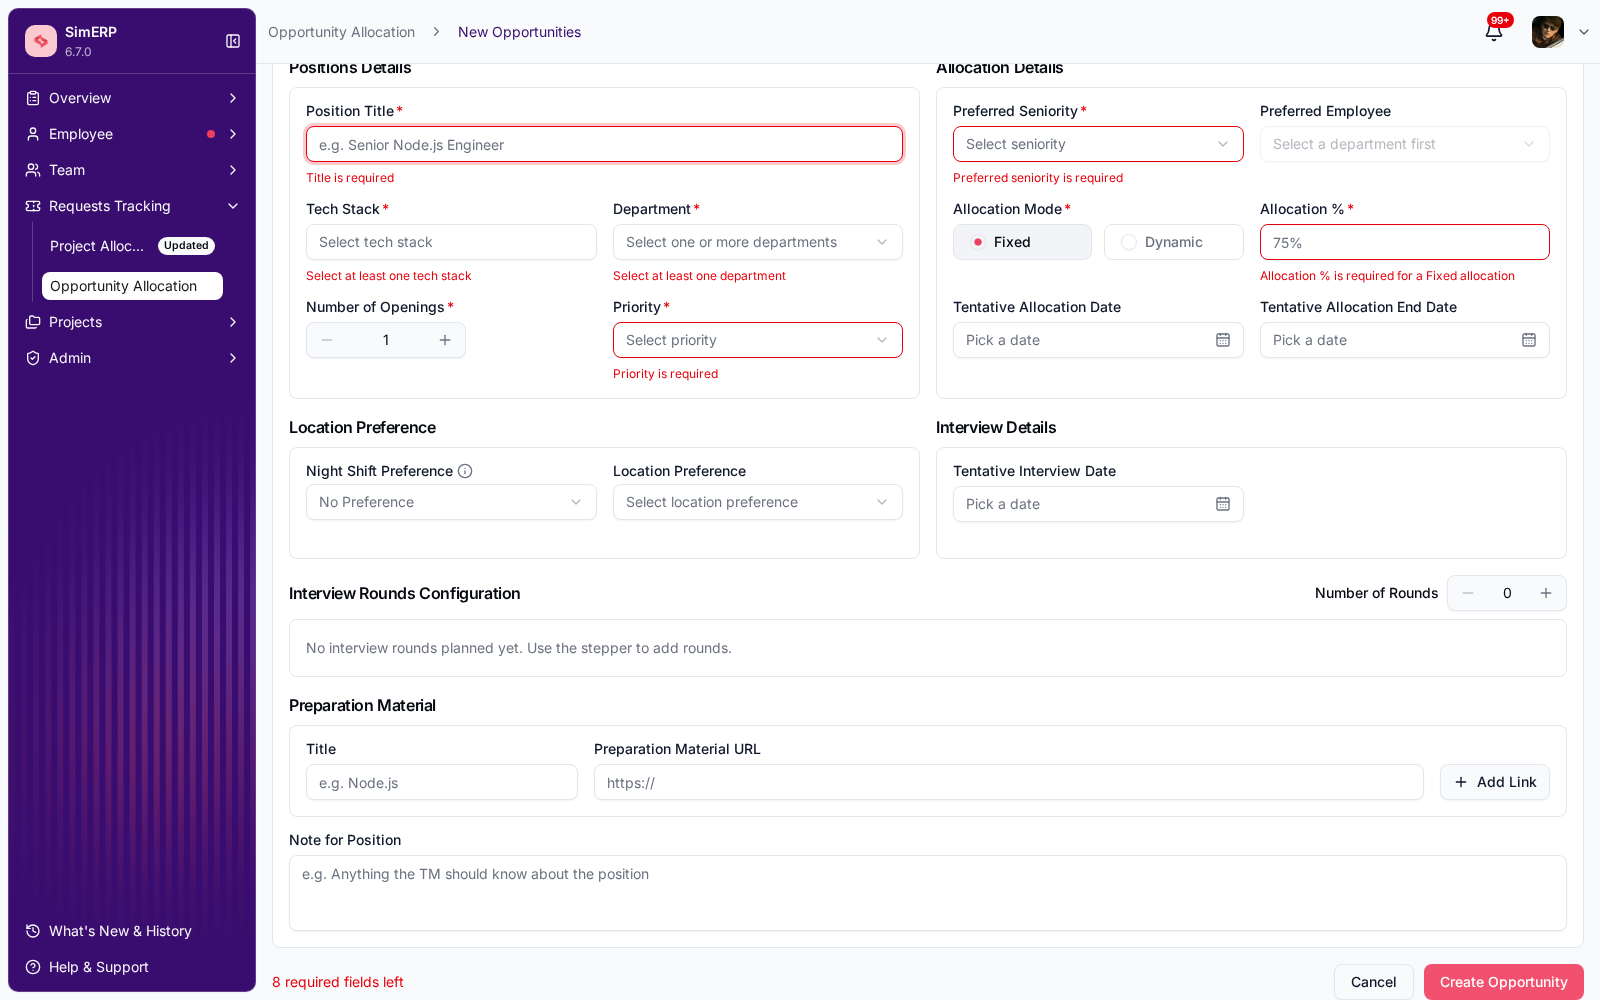 SimERP
6.7.0
Overview
Employee
Team
Requests Tracking
Project Alloc... Updated
Opportunity Allocation
Projects
Admin
What's New & History
Help & Support
Opportunity Allocation > New Opportunities
99+
Positions Details
Position Title *
e.g. Senior Node.js Engineer
Title is required
Tech Stack *
Select tech stack
Select at least one tech stack
Department *
Select one or more departments
Select at least one department
Number of Openings *
1
Priority *
Select priority
Priority is required
Allocation Details
Preferred Seniority *
Select seniority
Preferred seniority is required
Preferred Employee
Select a department first
Allocation Mode *
Fixed
Dynamic
Allocation % *
75%
Allocation % is required for a Fixed allocation
Tentative Allocation Date
Pick a date
Tentative Allocation End Date
Pick a date
Location Preference
Night Shift Preference
No Preference
Location Preference
Select location preference
Interview Details
Tentative Interview Date
Pick a date
Interview Rounds Configuration
Number of Rounds
0
No interview rounds planned yet. Use the stepper to add rounds.
Preparation Material
Title
e.g. Node.js
Preparation Material URL
https://
Add Link
Note for Position
e.g. Anything the TM should know about the position
8 required fields left
Cancel
Create Opportunity